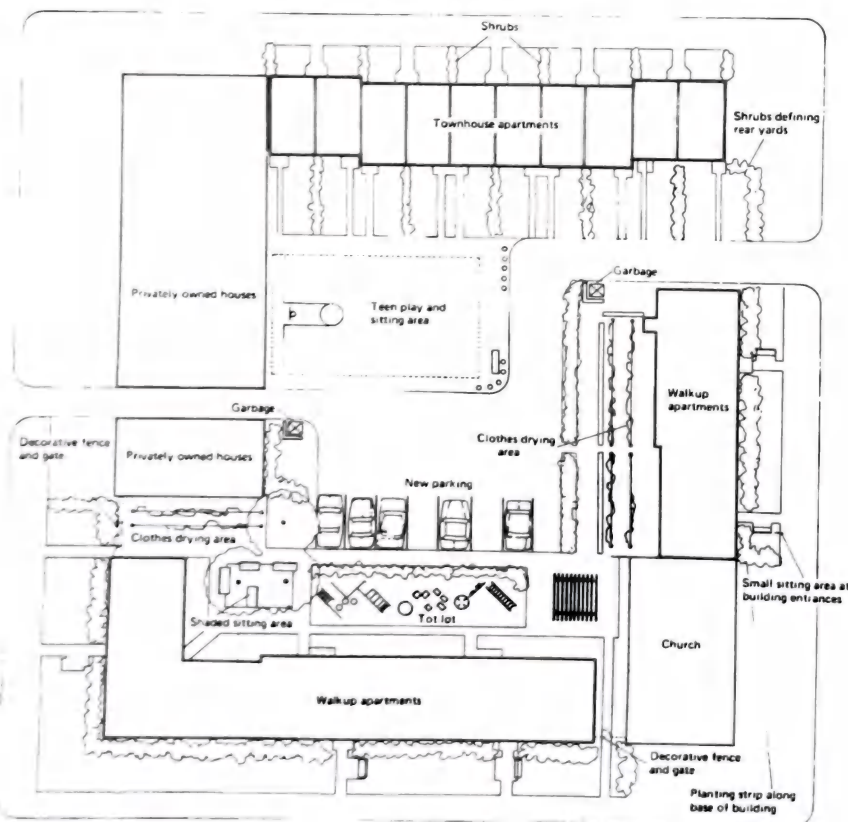 Shrubs
Townhouse apartments
Shrubs defining
rear yards
Garbage
Privately owned houses
Teen play and
sitting area
Walkup
apartments
Garbage
Decorative fence
and gate
Privately owned houses
Clothes drying
area
New parking
Clothes drying area
Small sitting area at
building entrances
Shaded sitting area
Tot lot
Church
Walkup apartments
Decorative fence
and gate
Planting strip along
base of building